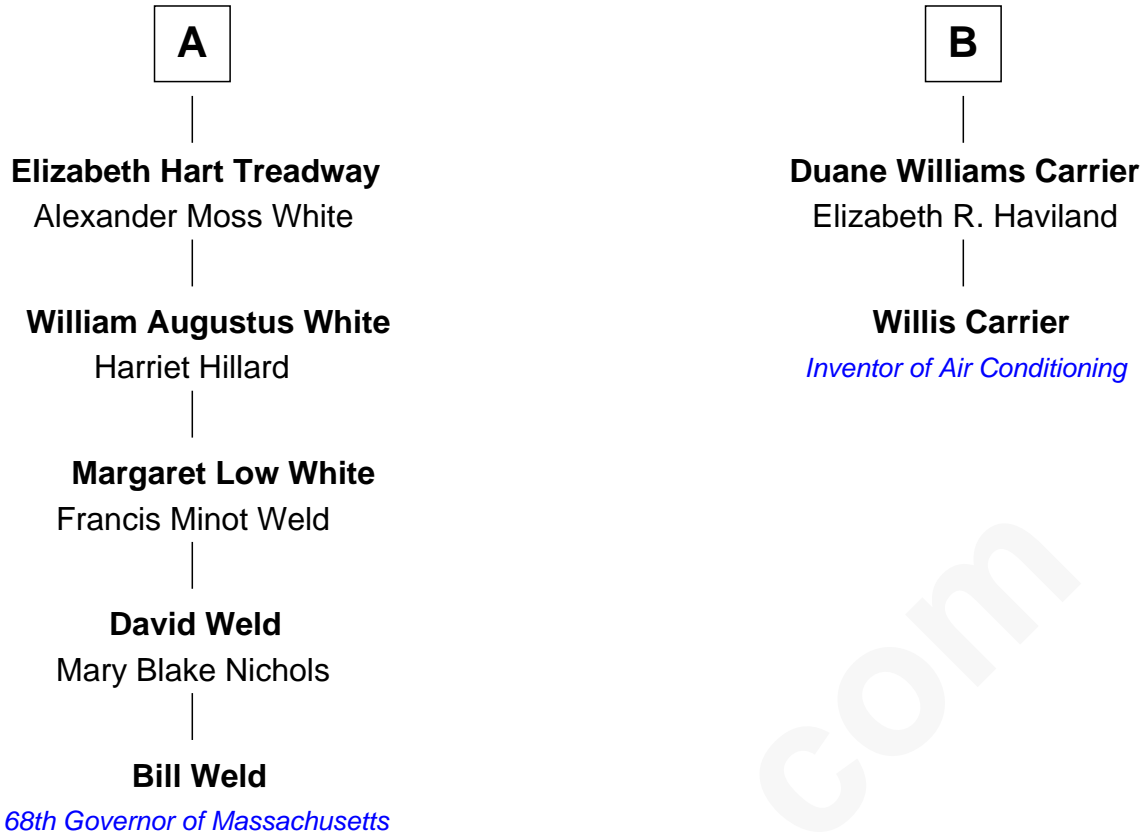 A
Elizabeth Hart Treadway
Alexander Moss White
William Augustus White
Harriet Hillard
Margaret Low White
Francis Minot Weld
David Weld
Mary Blake Nichols
Bill Weld
68th Governor of Massachusetts
B
Duane Williams Carrier
Elizabeth R. Haviland
Willis Carrier
Inventor of Air Conditioning
com